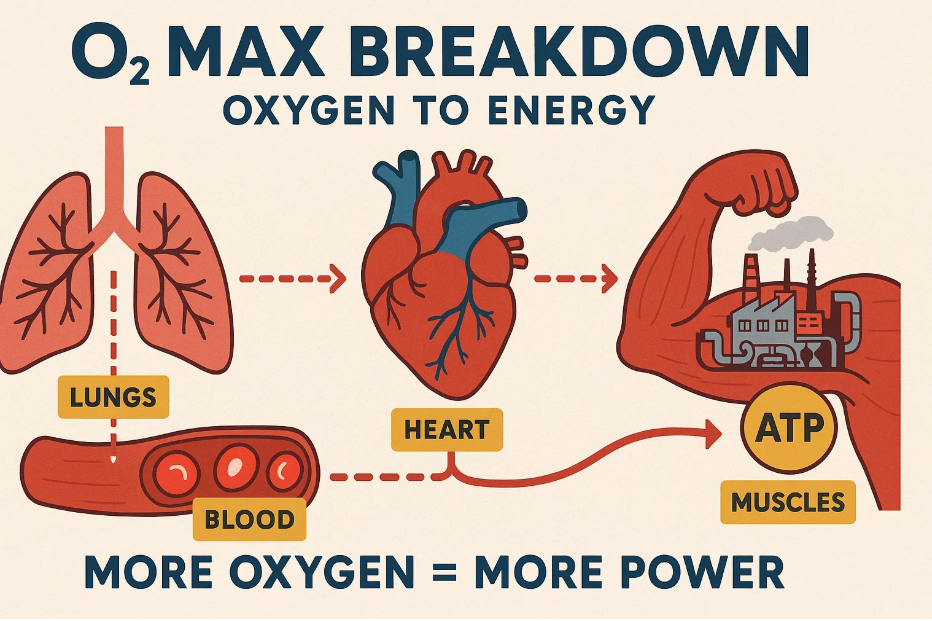 O₂ MAX BREAKDOWN
OXYGEN TO ENERGY
LUNGS
HEART
ATP
MUSCLES
BLOOD
MORE OXYGEN = MORE POWER